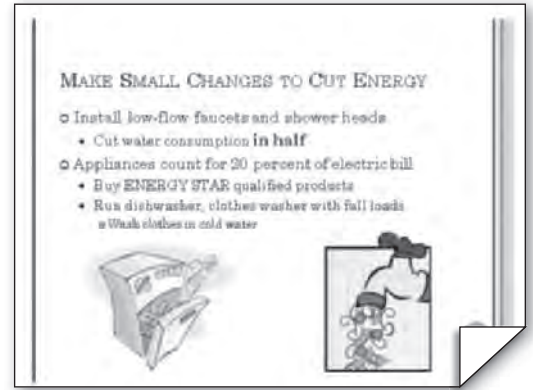 MAKE SMALL CHANGES TO CUT ENERGY
Install low-flow faucets and shower heads
Cut water consumption in half
Appliances count for 20 percent of electric bill
Buy ENERGY STAR qualified products
Run dishwasher, clothes washer with full loads
Wash clothes in cold water